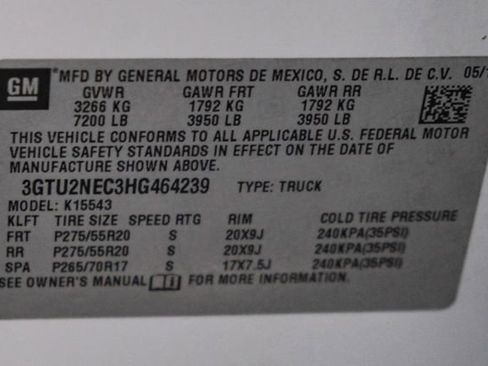 GM
*MFD BY GENERAL MOTORS DE MEXICO, S. DE R.L. DE C.V. 05/1
GVWR GAWR FRT GAWR RR
3266 KG 1792 KG 1792 KG
7200 LB 3950 LB 3950 LB
THIS VEHICLE CONFORMS TO ALL APPLICABLE U.S. FEDERAL MOTOR
VEHICLE SAFETY STANDARDS IN EFFECT ON THE DATE OF
MANUFACTURE SHOWN ABOVE.
3GTU2NEC3HG464239 TYPE: TRUCK
MODEL: K15543
KLFT TIRE SIZE SPEED RTG RIM COLD TIRE PRESSURE
FRT P275/55R20 S 20X9J 240KPA(35PSI)
RR P275/55R20 S 20X9J 240KPA(35PSI)
SPA P265/70R17 S 17X7.5J 240KPA(35PSI)
SEE OWNER'S MANUAL FOR MORE INFORMATION.